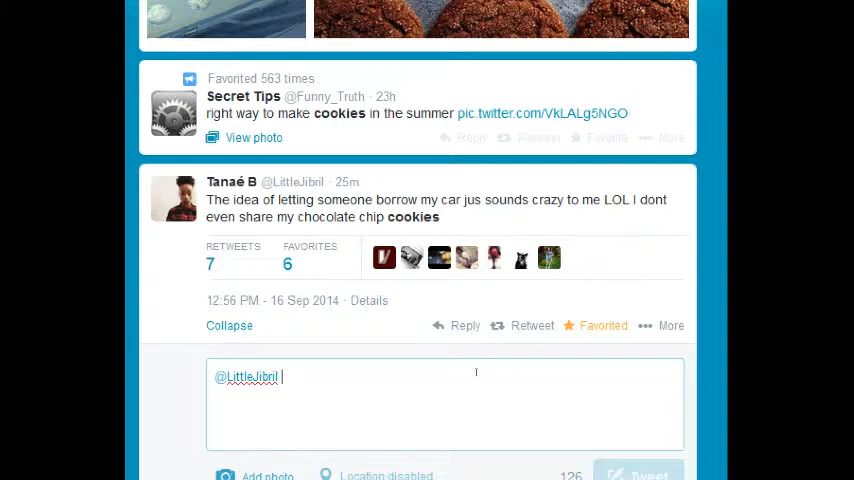 Favorited 563 times
Secret Tips @Funny_Truth · 23h
right way to make cookies in the summer pic.twitter.com/VkLALg5NGO
View photo Reply Retweet Favorite More
Tanaé B @LittleJibril · 25m
The idea of letting someone borrow my car jus sounds crazy to me LOL I dont
even share my chocolate chip cookies
RETWEETS FAVORITES
7 6
12:56 PM - 16 Sep 2014 · Details
Collapse Reply Retweet Favorited More
@LittleJibril
Add photo Location disabled 126 Tweet